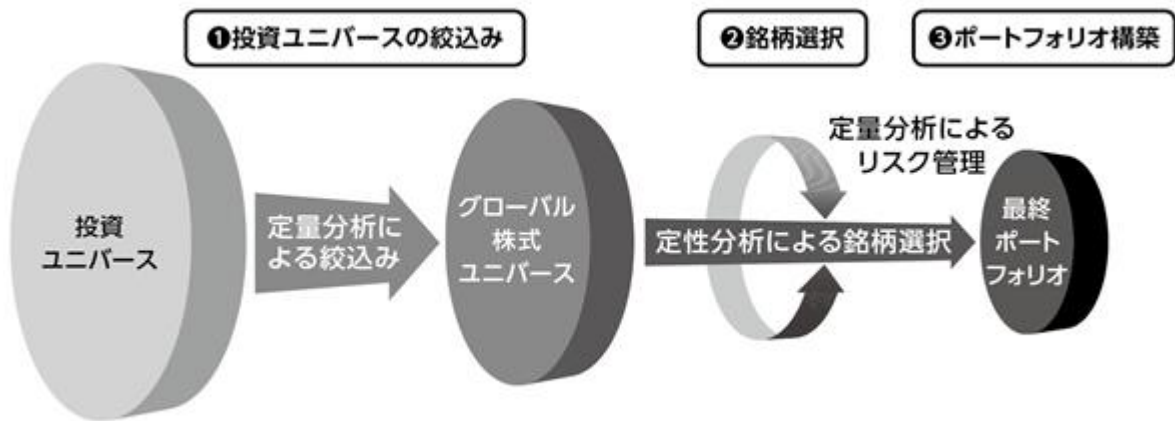 ❶投資ユニバースの絞込み
❷銘柄選択
❸ポートフォリオ構築
投資
ユニバース
定量分析に
よる絞込み
グローバル
株式
ユニバース
定量分析による
リスク管理
定性分析による銘柄選択
最終
ポート
フォリオ